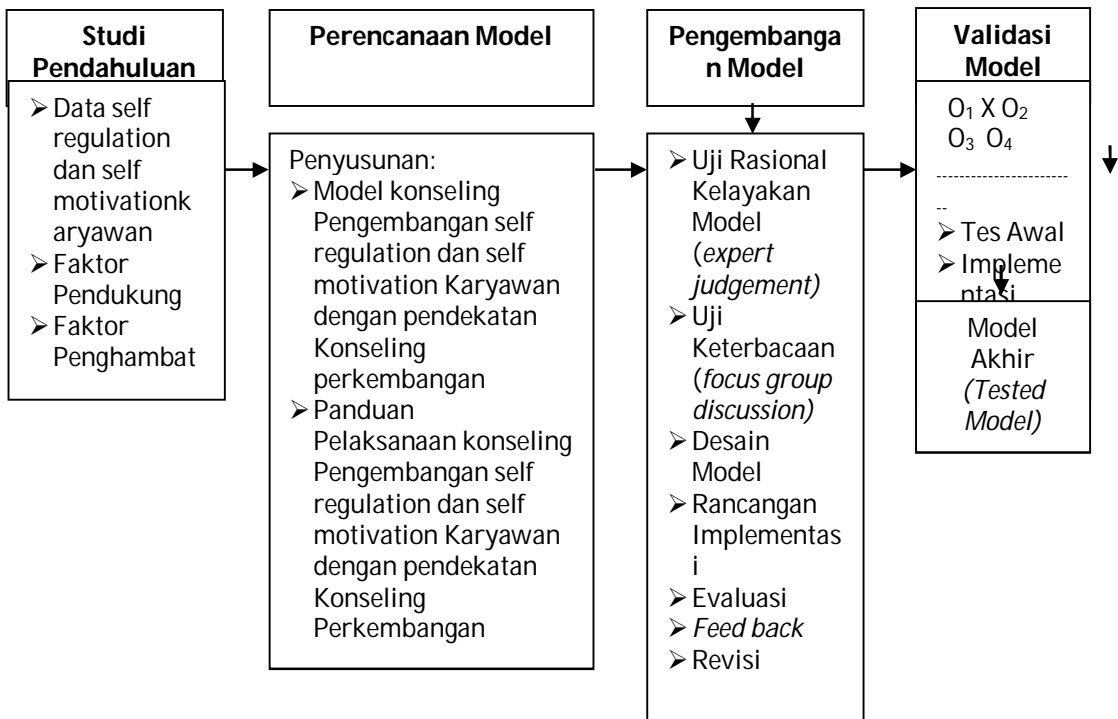 Studi
Pendahuluan
➢ Data self
regulation
dan self
motivationk
aryawan
➢ Faktor
Pendukung
➢ Faktor
Penghambat
Perencanaan Model
Penyusunan:
➢ Model konseling
Pengembangan self
regulation dan self
motivation Karyawan
dengan pendekatan
Konseling
perkembangan
➢ Panduan
Pelaksanaan konseling
Pengembangan self
regulation dan self
motivation Karyawan
dengan pendekatan
Konseling
Perkembangan
Pengembanga
n Model
➢ Uji Rasional
Kelayakan
Model
(expert
judgement)
➢ Uji
Keterbacaan
(focus group
discussion)
➢ Desain
Model
➢ Rancangan
Implementas
i
➢ Evaluasi
➢ Feed back
➢ Revisi
Validasi
Model
O₁ X O₂
O₃ O₄
-----------------------
--
➢ Tes Awal
➢ Impleme
ntasi
Model
Akhir
(Tested
Model)